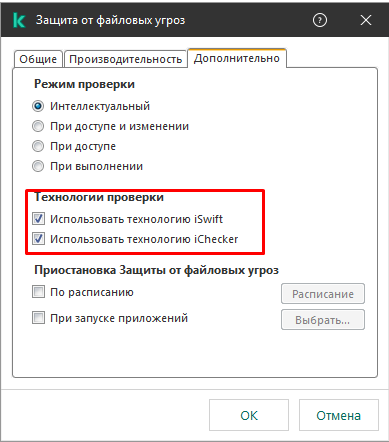 Защита от файловых угроз
Общие Производительность Дополнительно
Режим проверки
Интеллектуальный
При доступе и изменении
При доступе
При выполнении
Технологии проверки
Использовать технологию iSwift
Использовать технологию iChecker
Приостановка Защиты от файловых угроз
По расписанию Расписание
При запуске приложений Выбрать...
ОК Отмена